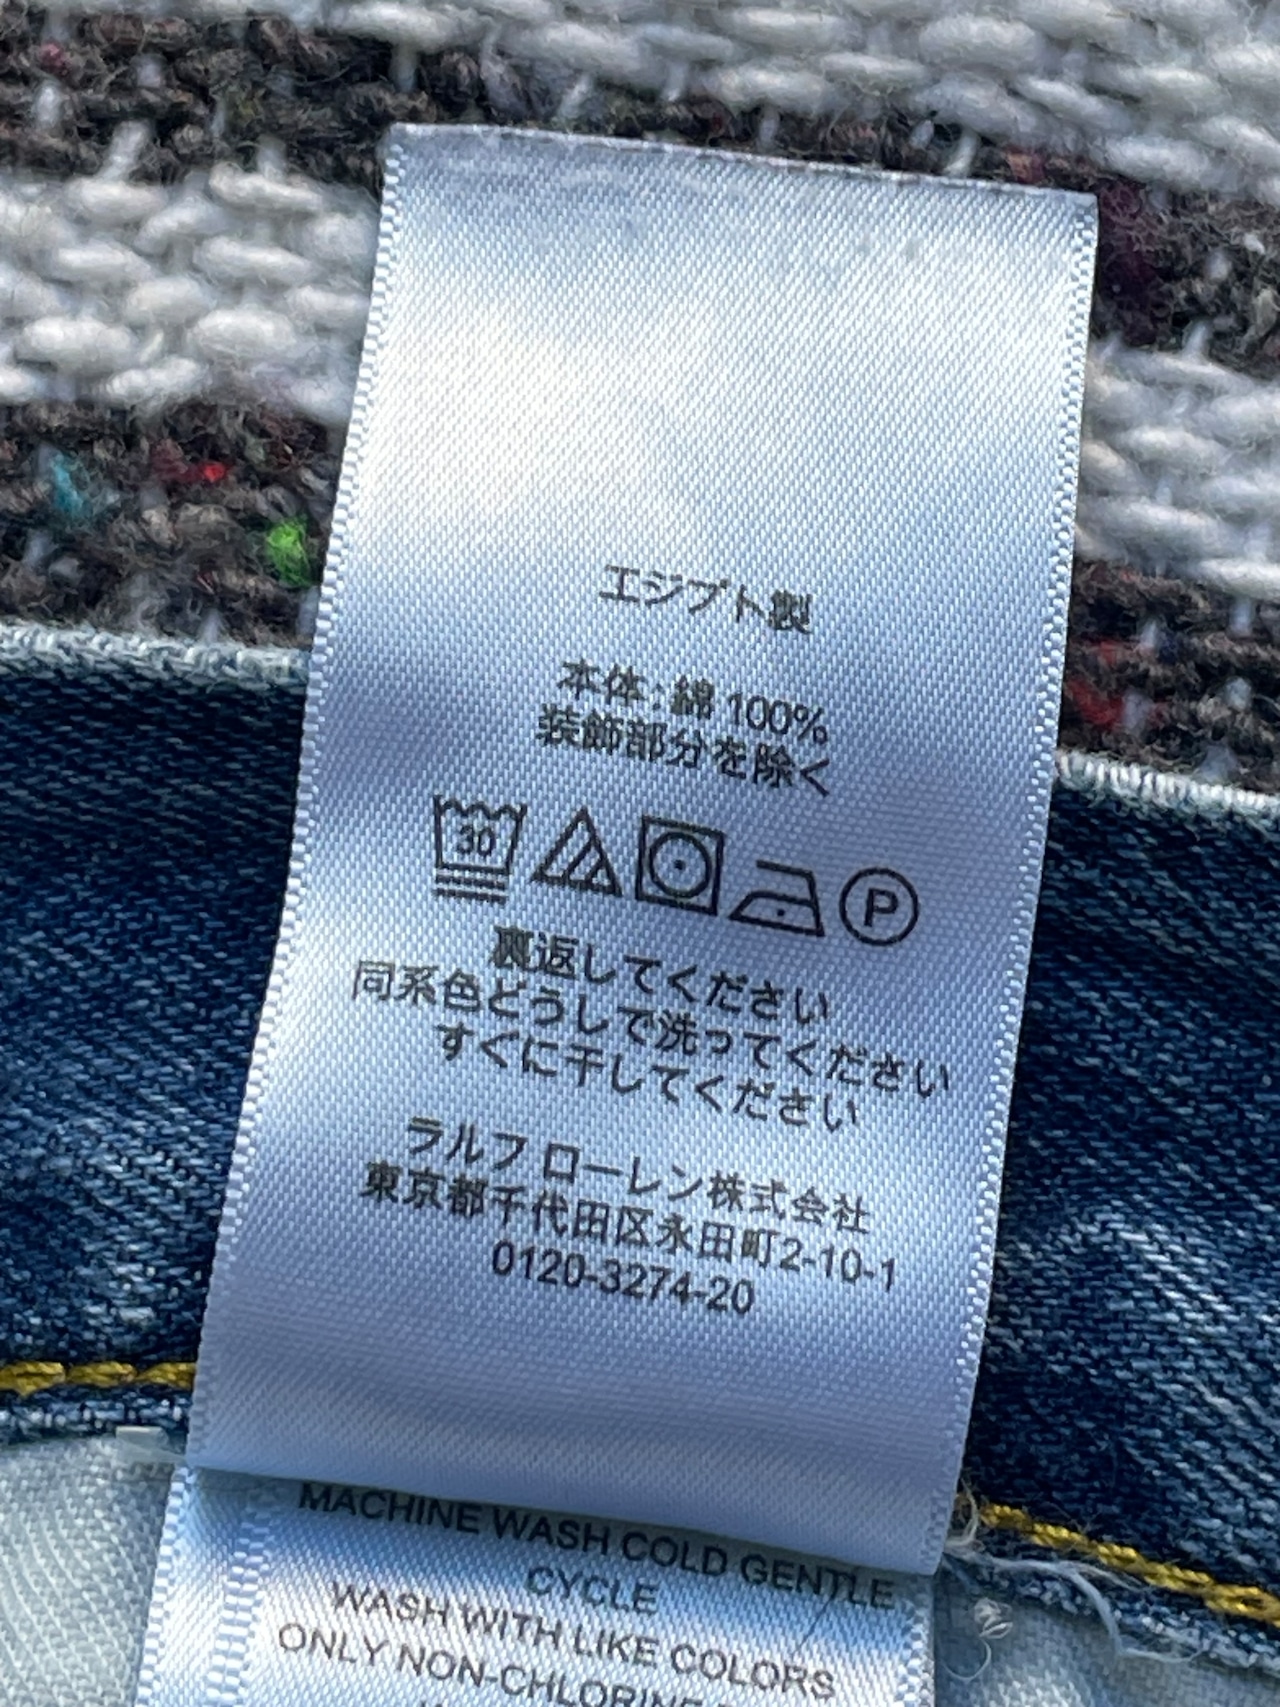 エジプト製
本体:綿 100%
装飾部分を除く
30
P
裏返してください
同系色どうしで洗ってください
すぐに干してください
ラルフ ローレン株式会社
東京都千代田区永田町2-10-1
0120-3274-20
MACHINE WASH COLD GENTLE
CYCLE
WASH WITH LIKE COLORS
ONLY NON-CHLORINE